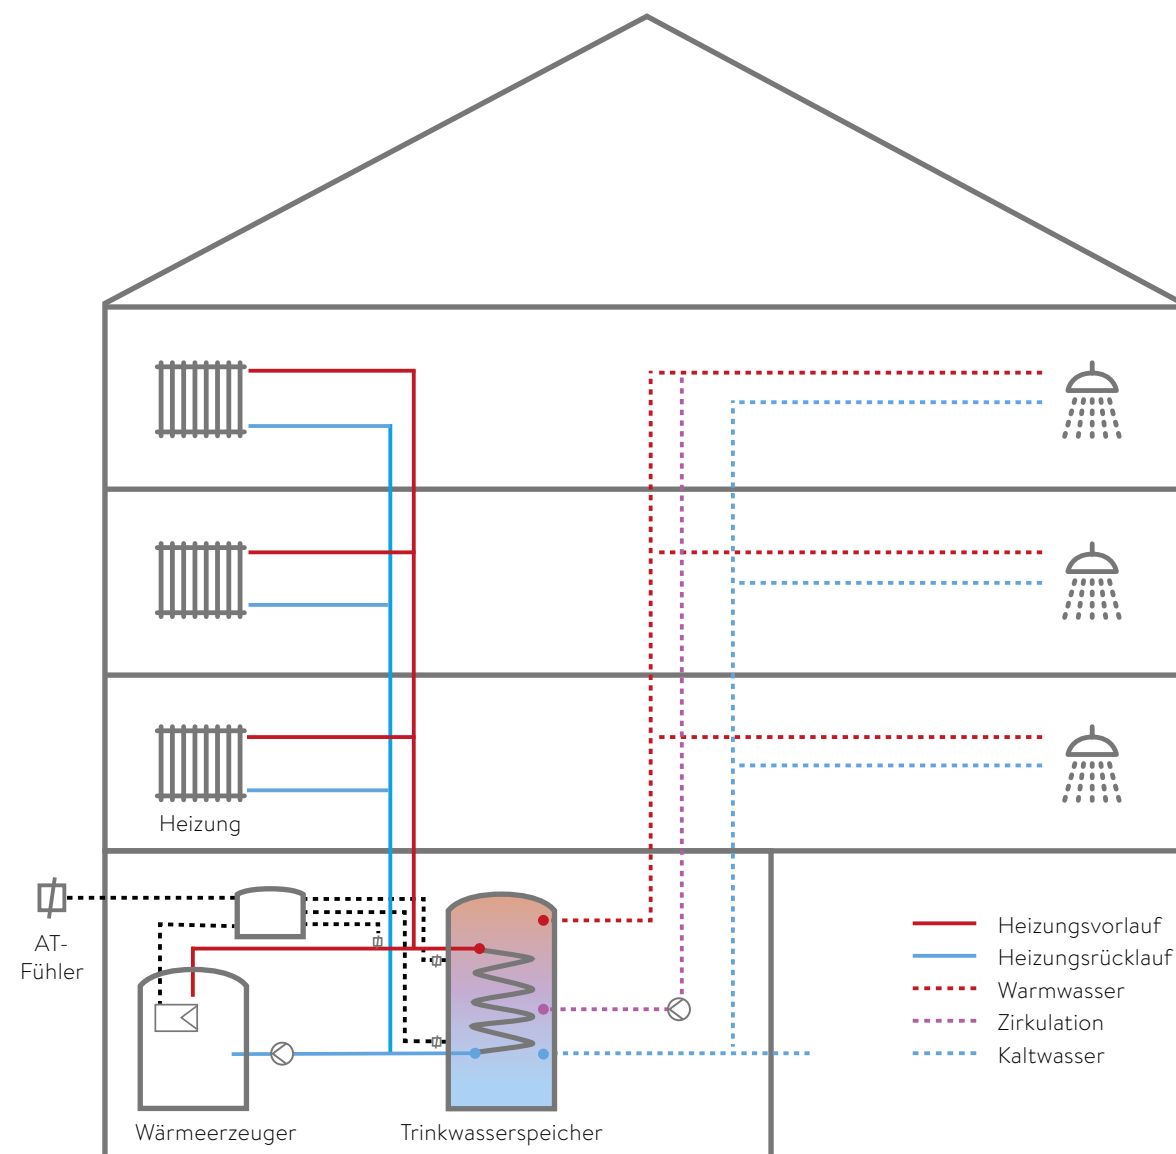 Heizung
AT-
Fühler
Heizungsvorlauf
Heizungsrücklauf
Warmwasser
Zirkulation
Kaltwasser
Wärmeerzeuger
Trinkwasserspeicher